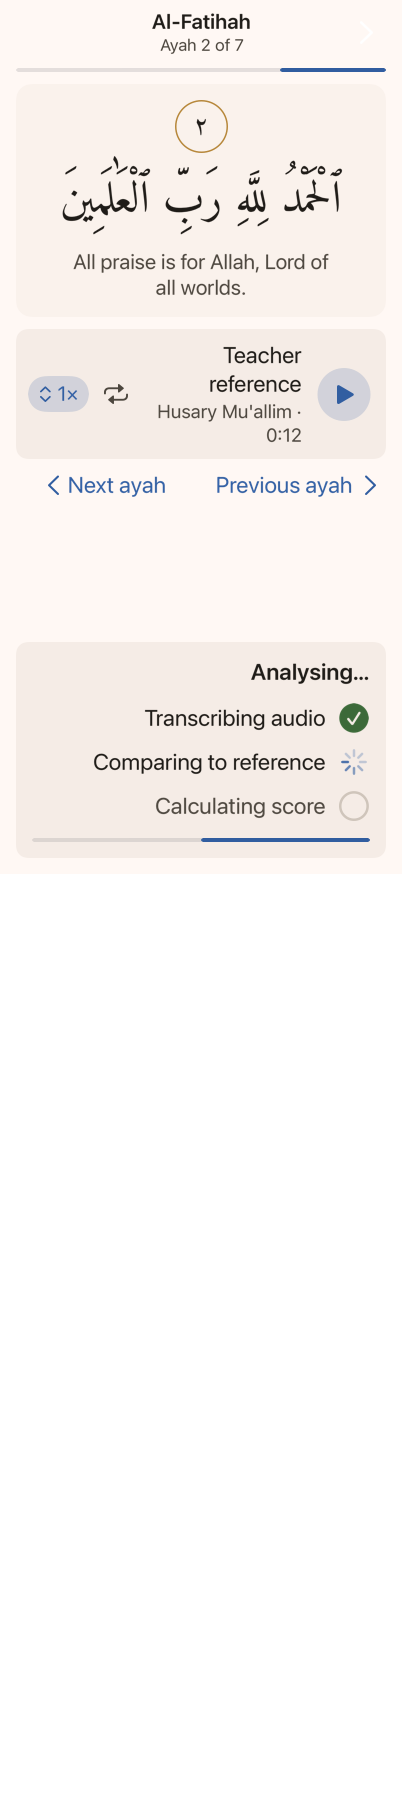 Al-Fatihah
Ayah 2 of 7
٢
ٱلْحَمْدُ لِلَّهِ رَبِّ ٱلْعَٰلَمِينَ
All praise is for Allah, Lord of
all worlds.
Teacher
reference
Husary Mu'allim ·
0:12
1×
Previous ayah
Next ayah
Analysing...
Transcribing audio
Comparing to reference
Calculating score